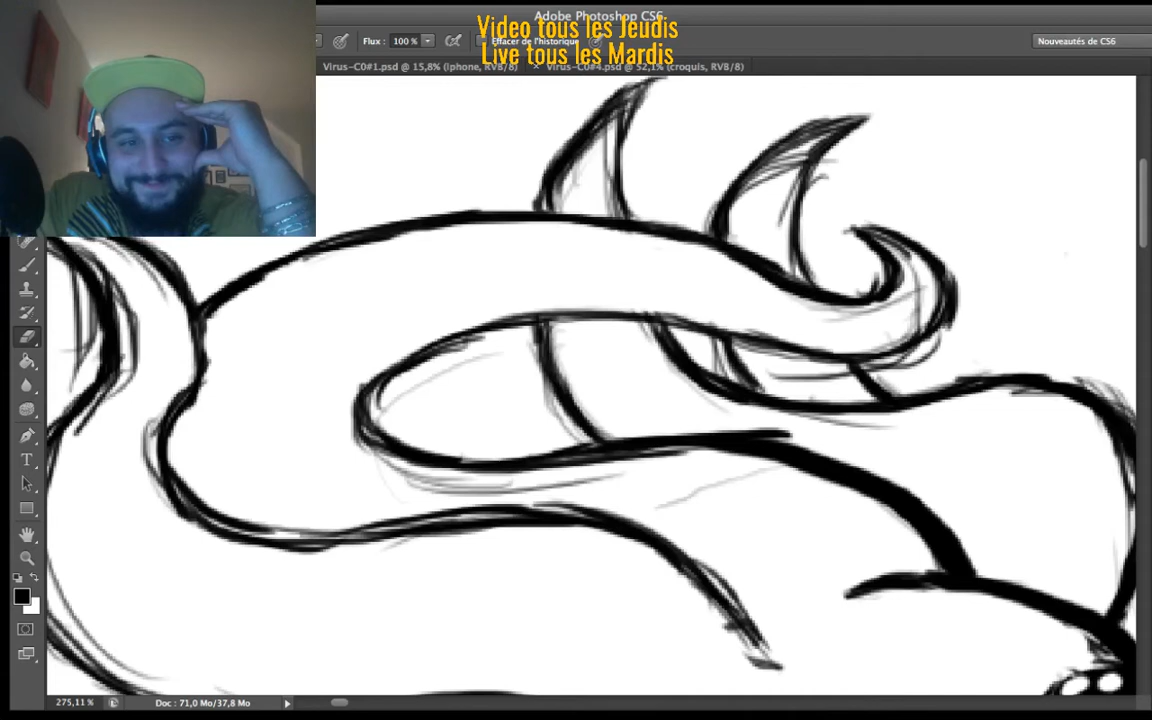 Adobe Photoshop CS6
Video tous les Jeudis
Flux : 100 %
Effacer de l'historique
Nouveautés de CS6
Live tous les Mardis
Virus-C0#1.psd @ 15,8% (Iphone, RVB/8)
Virus-C0#4.psd @ 52,1% (croquis, RVB/8)
T
275,11 %
Doc : 71,0 Mo/37,8 Mo